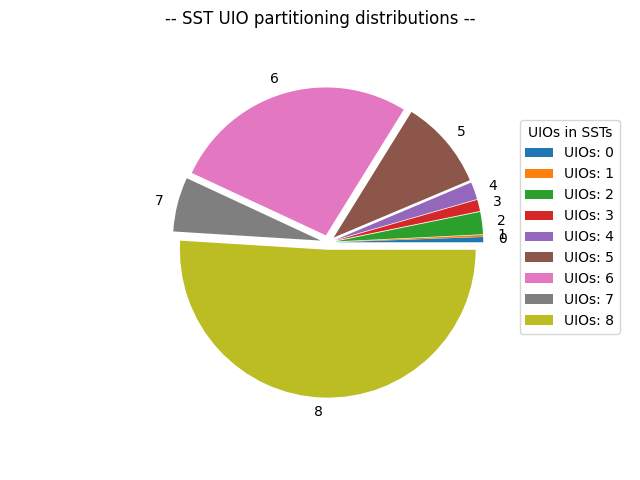 -- SST UIO partitioning distributions --
6
5
7
4
3
2
1
0
8
UIOs in SSTs
UIOs: 0
UIOs: 1
UIOs: 2
UIOs: 3
UIOs: 4
UIOs: 5
UIOs: 6
UIOs: 7
UIOs: 8